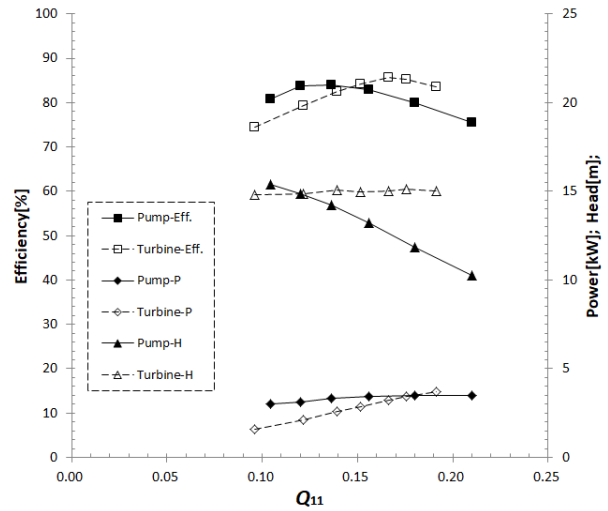 100
90
80
70
60
50
40
30
20
10
0
Efficiency[%]
25
20
15
10
5
0
Power[kW]; Head[m];
Pump-Eff.
Turbine-Eff.
Pump-P
Turbine-P
Pump-H
Turbine-H
0.00 0.05 0.10 0.15 0.20 0.25
Q11